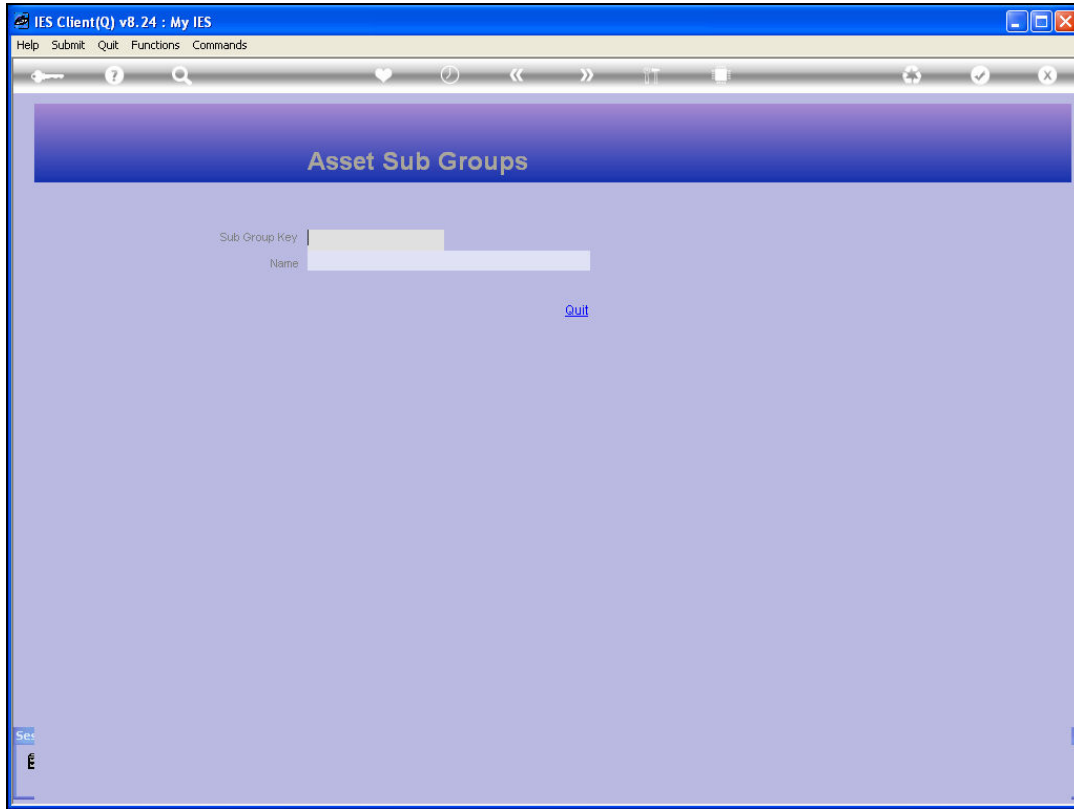 IES Client(Q) v8.24 : My IES
Help Submit Quit Functions Commands
Asset Sub Groups
Sub Group Key
Name
Quit
Ses